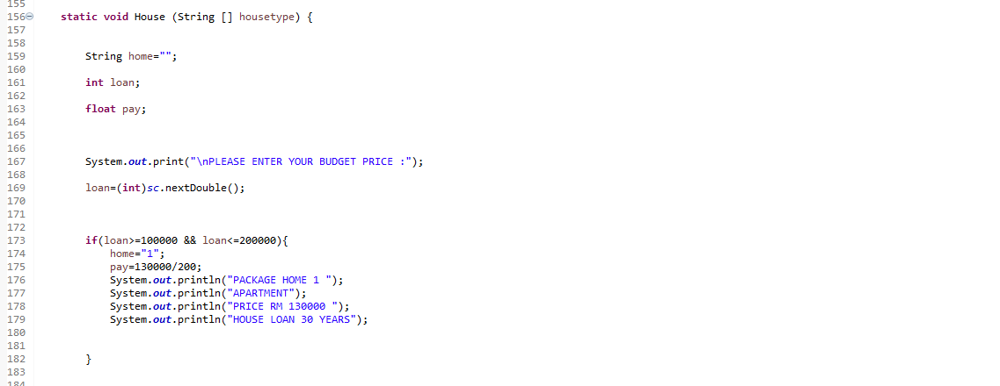 155
156 static void House (String [] housetype) {
157
158
159 String home="";
160
161 int loan;
162
163 float pay;
164
165
166
167 System.out.print("\nPLEASE ENTER YOUR BUDGET PRICE :");
168
169 loan=(int)sc.nextDouble();
170
171
172
173 if(loan>=100000 && loan<=200000){
174 home="1";
175 pay=130000/200;
176 System.out.println("PACKAGE HOME 1 ");
177 System.out.println("APARTMENT");
178 System.out.println("PRICE RM 130000 ");
179 System.out.println("HOUSE LOAN 30 YEARS");
180
181
182 }
183
184